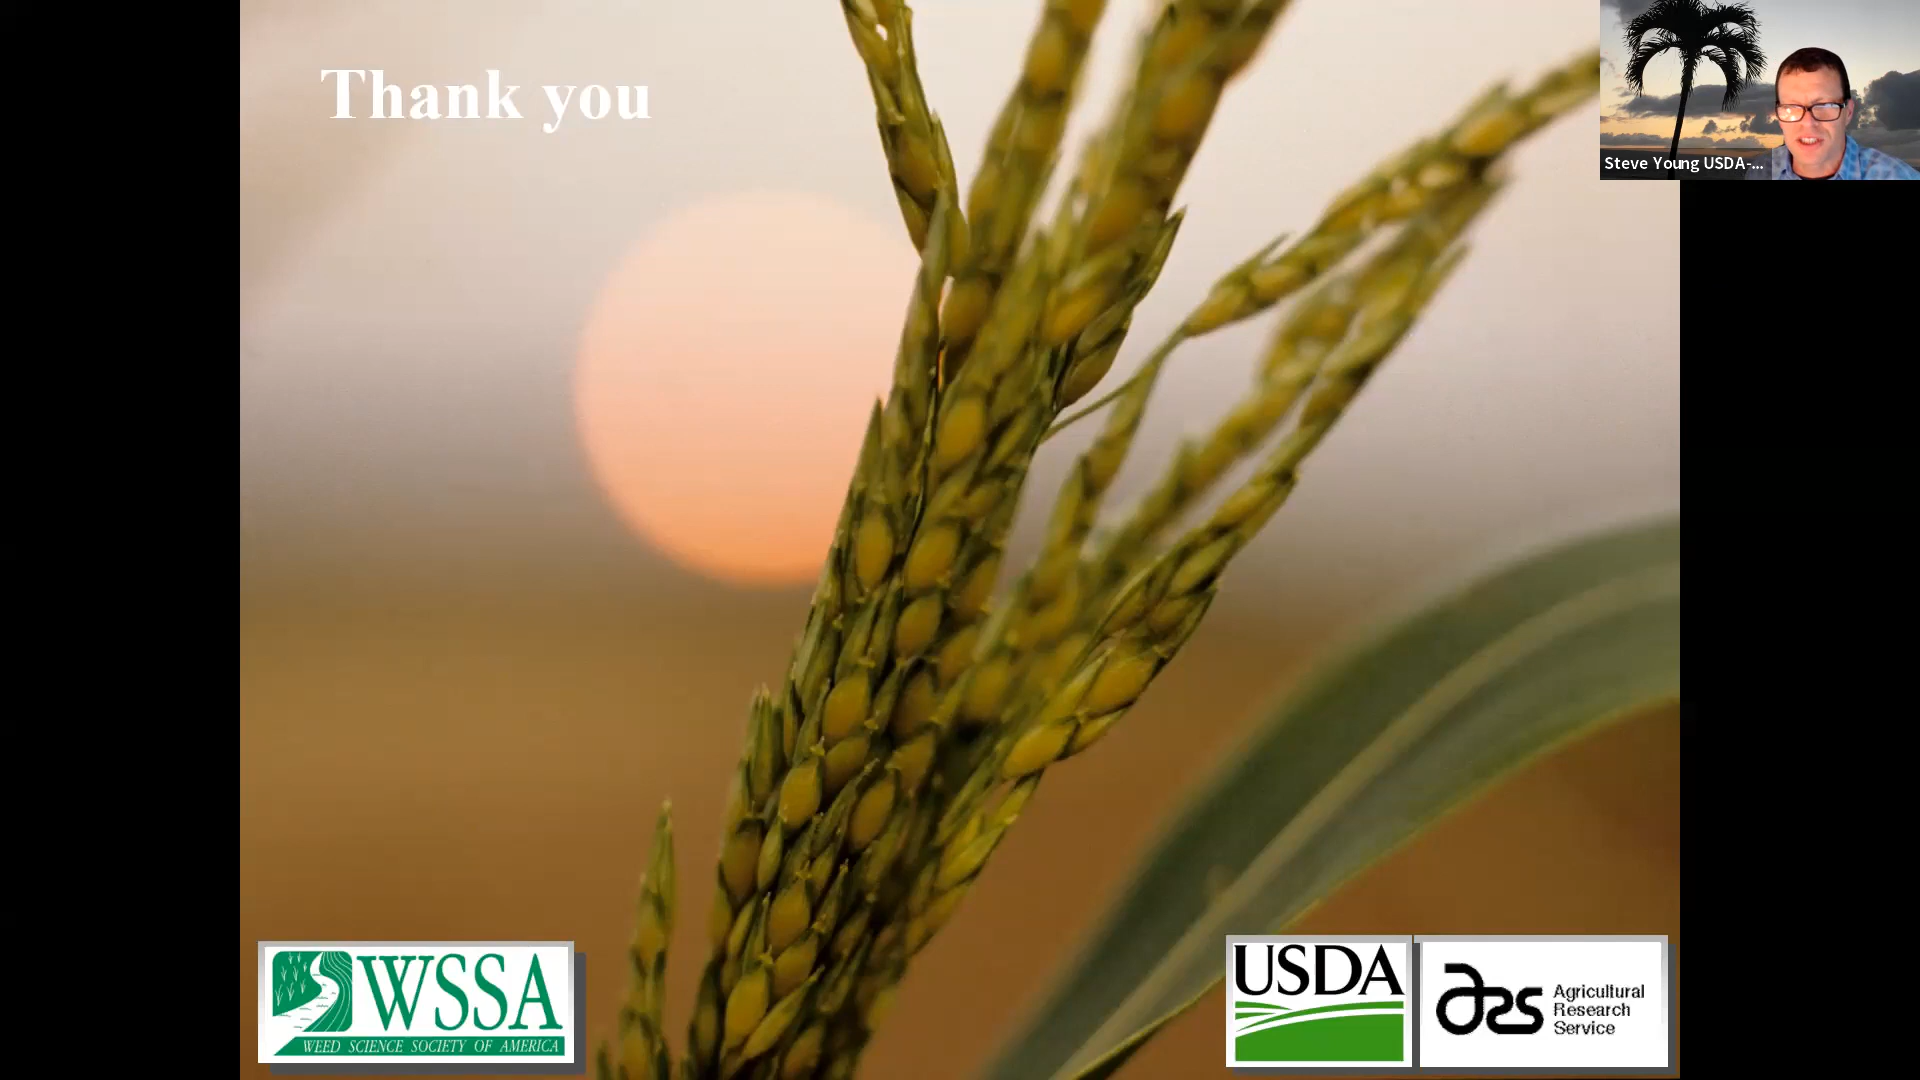 Thank you
Steve Young USDA-...
WSSA
WEED SCIENCE SOCIETY OF AMERICA
USDA
ars
Agricultural
Research
Service